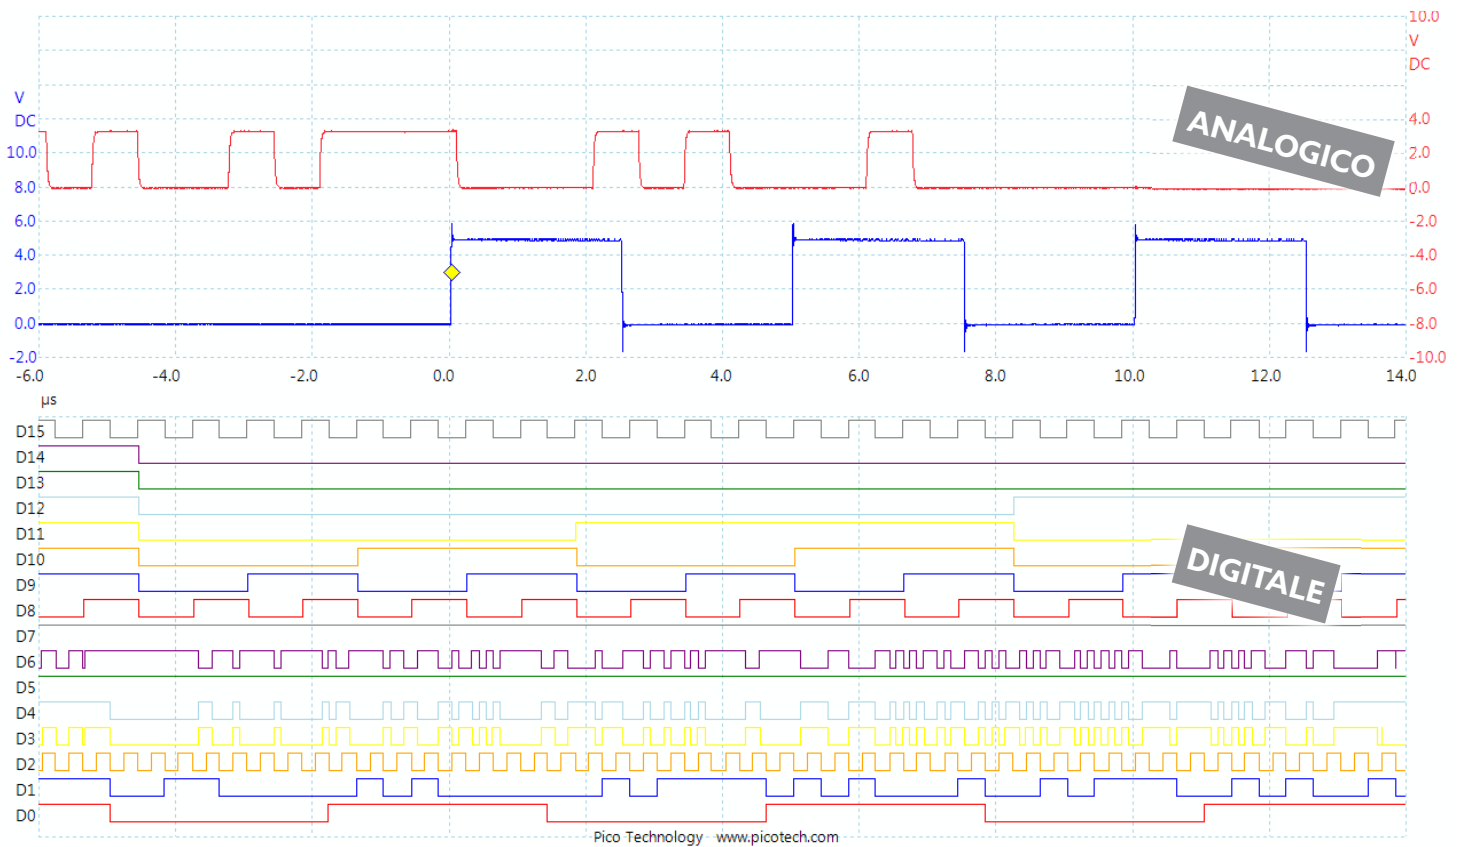 10.0
V
DC
V
DC
ANALOGICO
4.0
10.0
2.0
8.0
0.0
6.0
-2.0
4.0
-4.0
2.0
-6.0
0.0
-8.0
-2.0
-10.0
-6.0 -4.0 -2.0 0.0 2.0 4.0 6.0 8.0 10.0 12.0 14.0
µs
D15
D14
D13
D12
D11
D10
D9
DIGITALE
D8
D7
D6
D5
D4
D3
D2
D1
D0
Pico Technology www.picotech.com